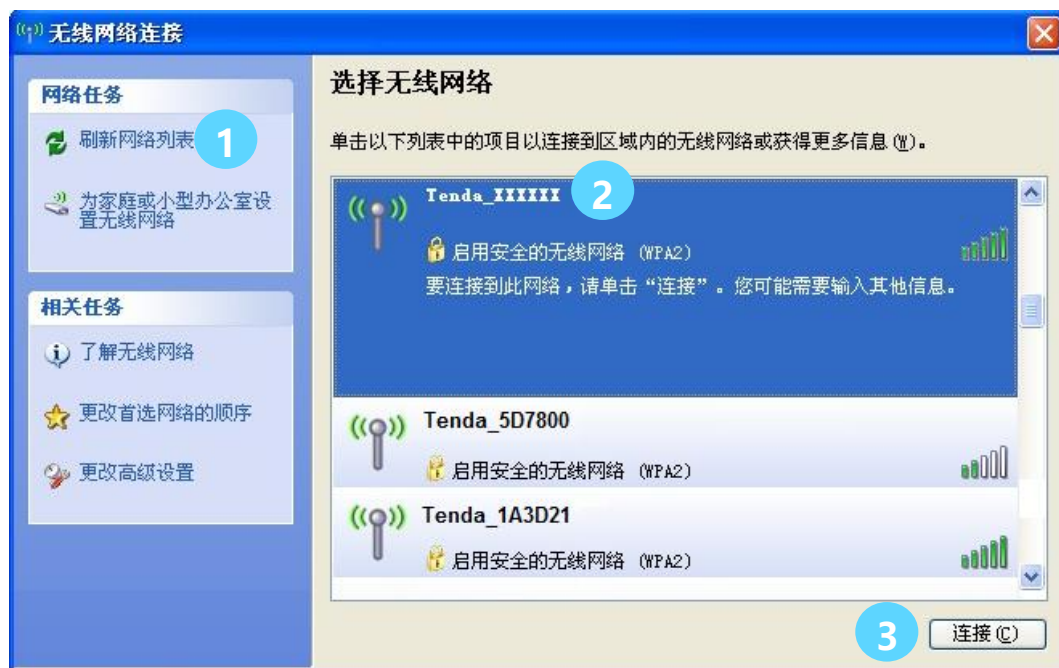 无线网络连接
网络任务
刷新网络列表
1
为家庭或小型办公室设
置无线网络
相关任务
了解无线网络
更改首选网络的顺序
更改高级设置
选择无线网络
单击以下列表中的项目以连接到区域内的无线网络或获得更多信息(W)。
Tenda_XXXXXX
2
启用安全的无线网络 (WPA2)
要连接到此网络，请单击“连接”。您可能需要输入其他信息。
Tenda_5D7800
启用安全的无线网络 (WPA2)
Tenda_1A3D21
启用安全的无线网络 (WPA2)
3
连接(C)